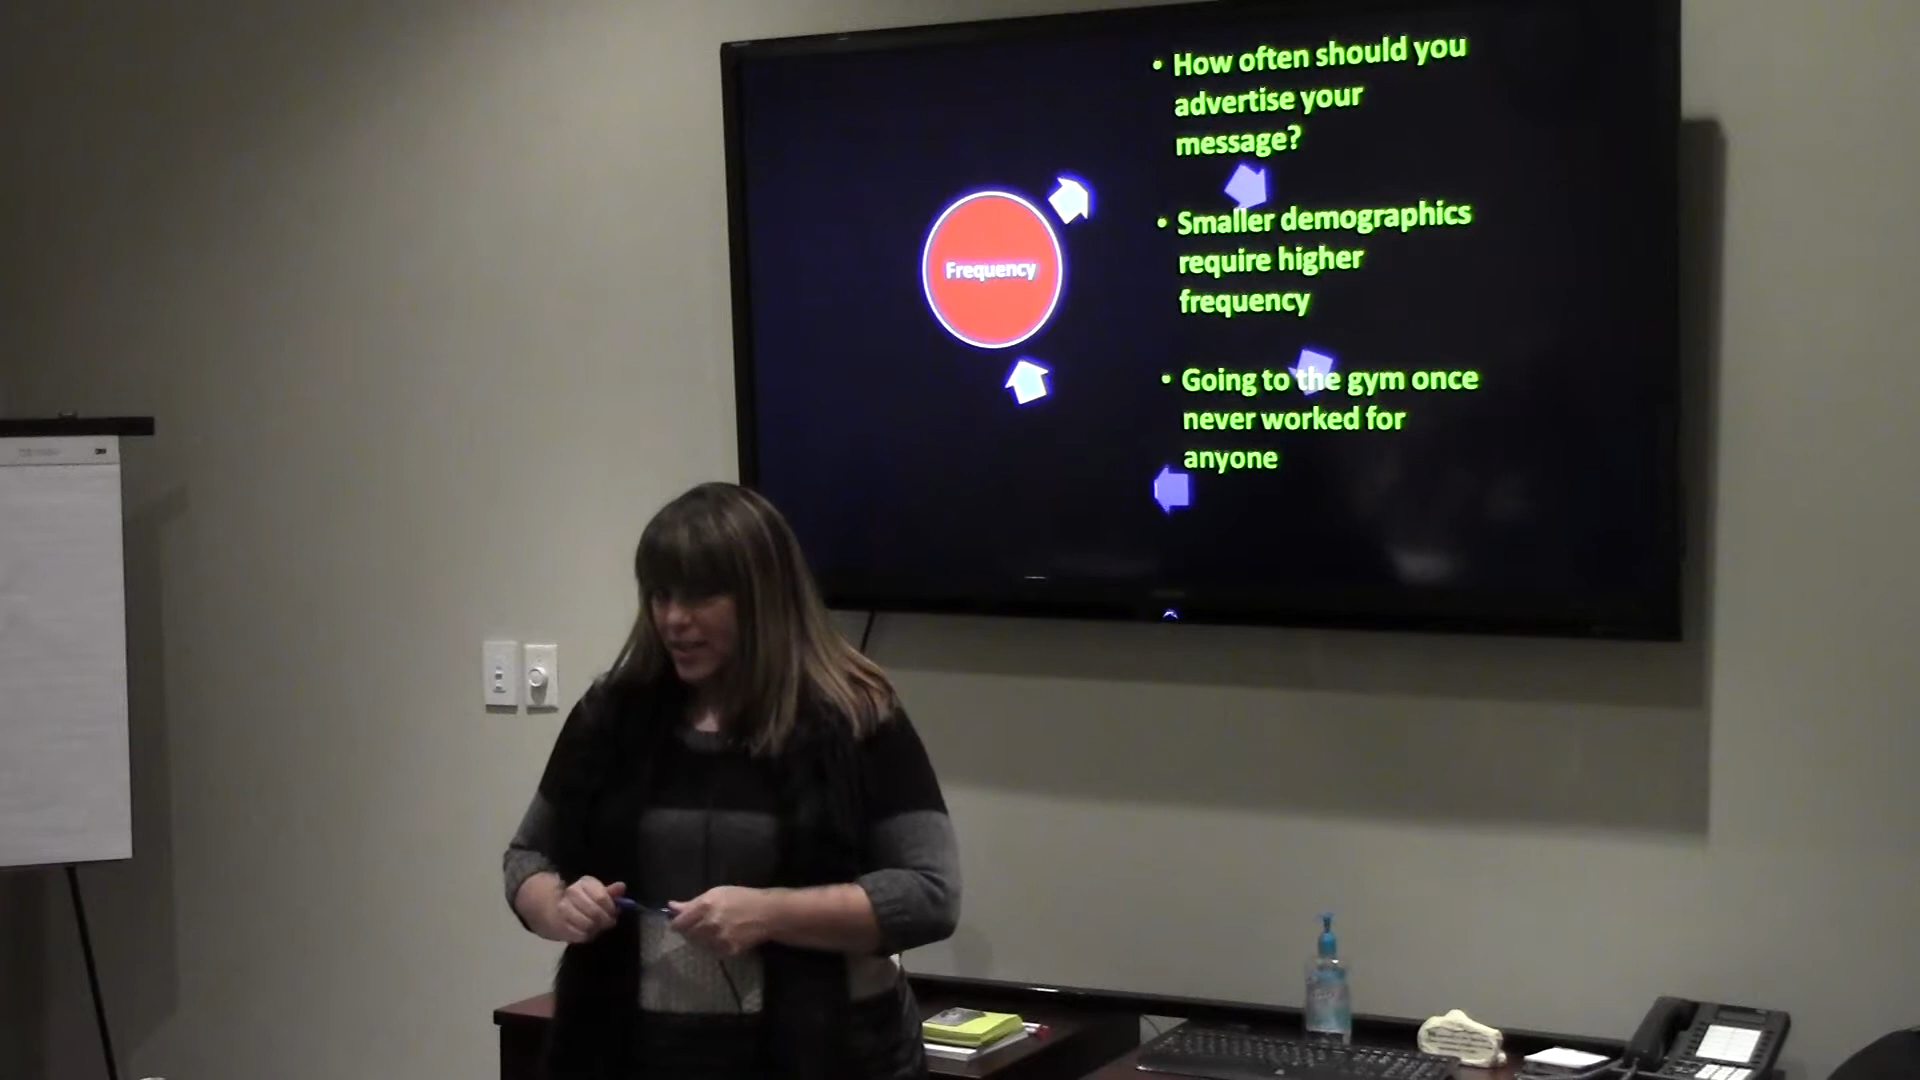 • How often should you
advertise your
message?
Frequency
• Smaller demographics
require higher
frequency
• Going to the gym once
never worked for
anyone